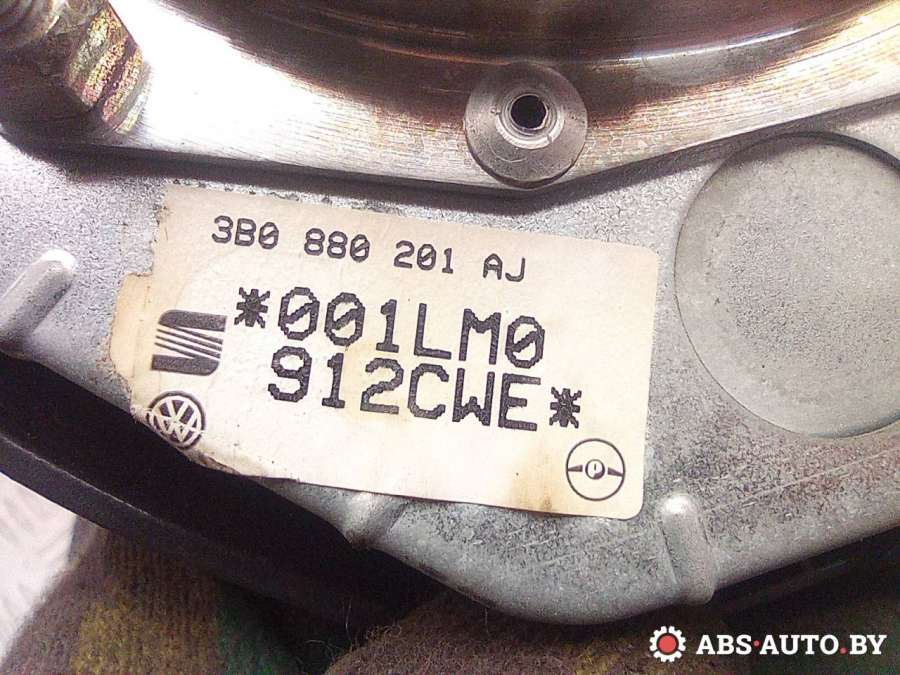 3B0 880 201 AJ
*001LM0
912CWE*
P
ABS-AUTO.BY